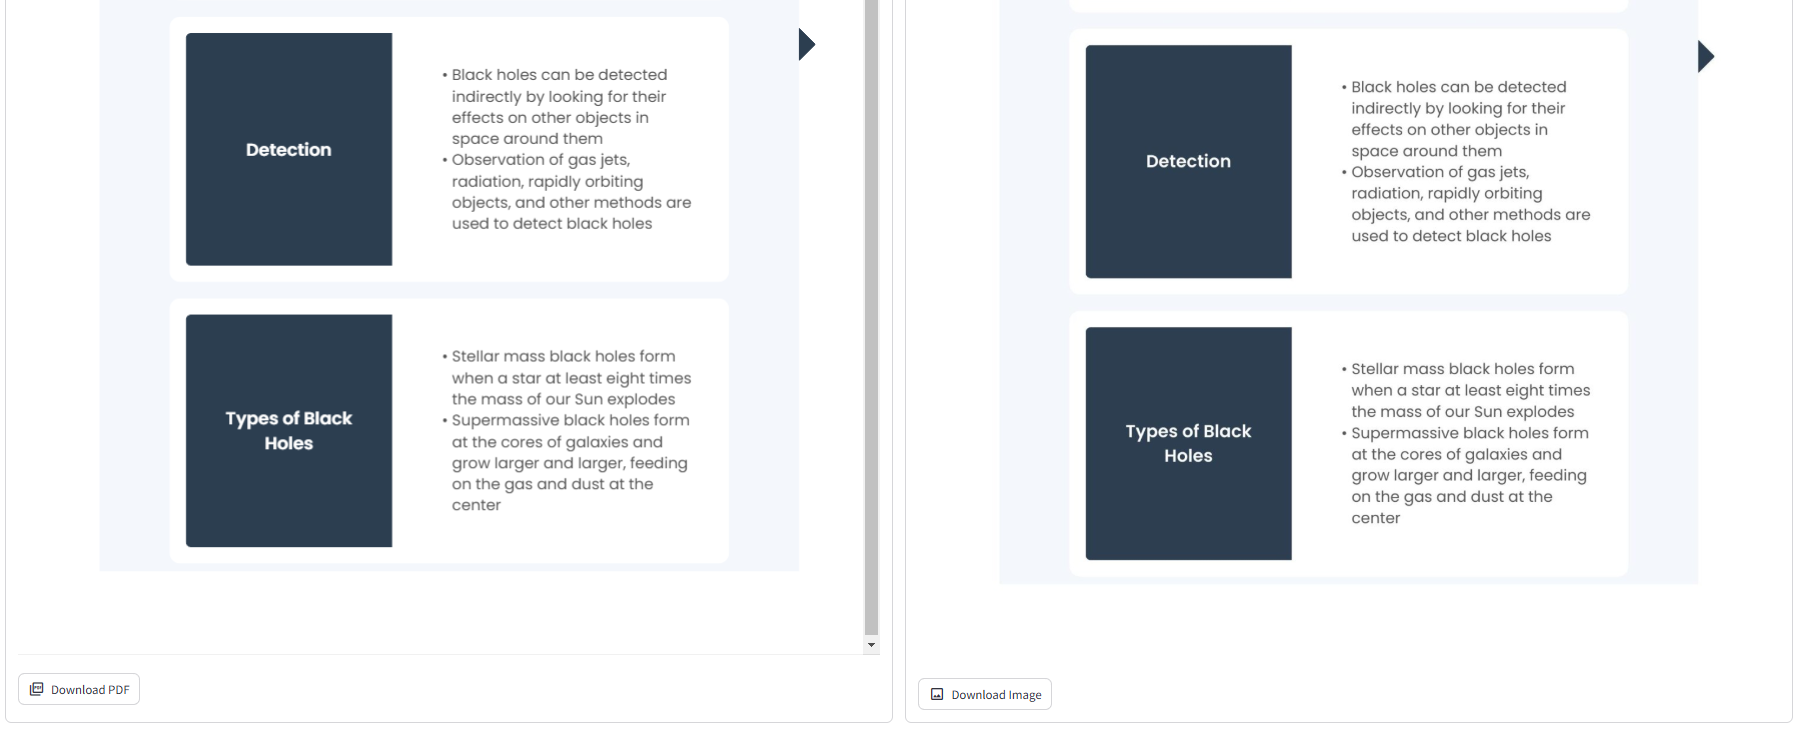 Detection
• Black holes can be detected
indirectly by looking for their
effects on other objects in
space around them
• Observation of gas jets,
radiation, rapidly orbiting
objects, and other methods are
used to detect black holes
Types of Black
Holes
• Stellar mass black holes form
when a star at least eight times
the mass of our Sun explodes
• Supermassive black holes form
at the cores of galaxies and
grow larger and larger, feeding
on the gas and dust at the
center
PDF Download PDF
Detection
• Black holes can be detected
indirectly by looking for their
effects on other objects in
space around them
• Observation of gas jets,
radiation, rapidly orbiting
objects, and other methods are
used to detect black holes
Types of Black
Holes
• Stellar mass black holes form
when a star at least eight times
the mass of our Sun explodes
• Supermassive black holes form
at the cores of galaxies and
grow larger and larger, feeding
on the gas and dust at the
center
Download Image